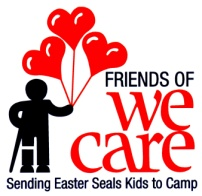 FRIENDS OF
we
care
Sending Easter Seals Kids to Camp